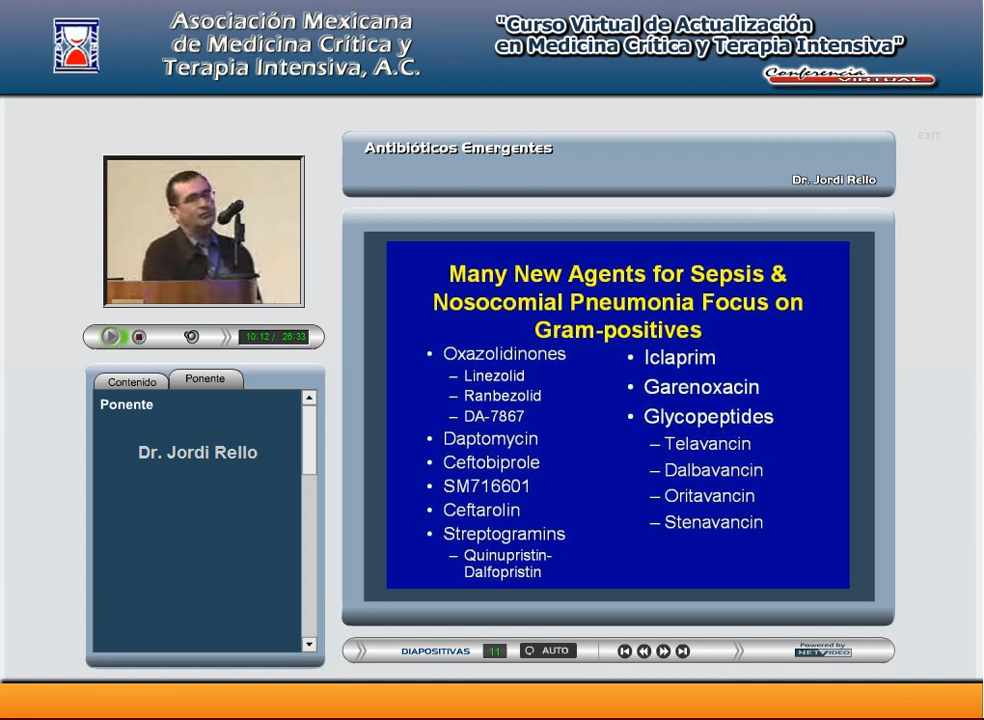 Asociación Mexicana
de Medicina Crítica y
Terapia Intensiva, A.C.
"Curso Virtual de Actualización
en Medicina Crítica y Terapia Intensiva"
Conferencia
VIRTUAL
EXIT
Antibióticos Emergentes
Dr. Jordi Rello
10:12 / 26:33
Contenido
Ponente
Ponente
Dr. Jordi Rello
Many New Agents for Sepsis &
Nosocomial Pneumonia Focus on
Gram-positives
• Oxazolidinones
– Linezolid
– Ranbezolid
– DA-7867
• Daptomycin
• Ceftobiprole
• SM716601
• Ceftarolin
• Streptogramins
– Quinupristin-
Dalfopristin
• Iclaprim
• Garenoxacin
• Glycopeptides
– Telavancin
– Dalbavancin
– Oritavancin
– Stenavancin
DIAPOSITIVAS
11
AUTO
Powered by
NETVIDEO